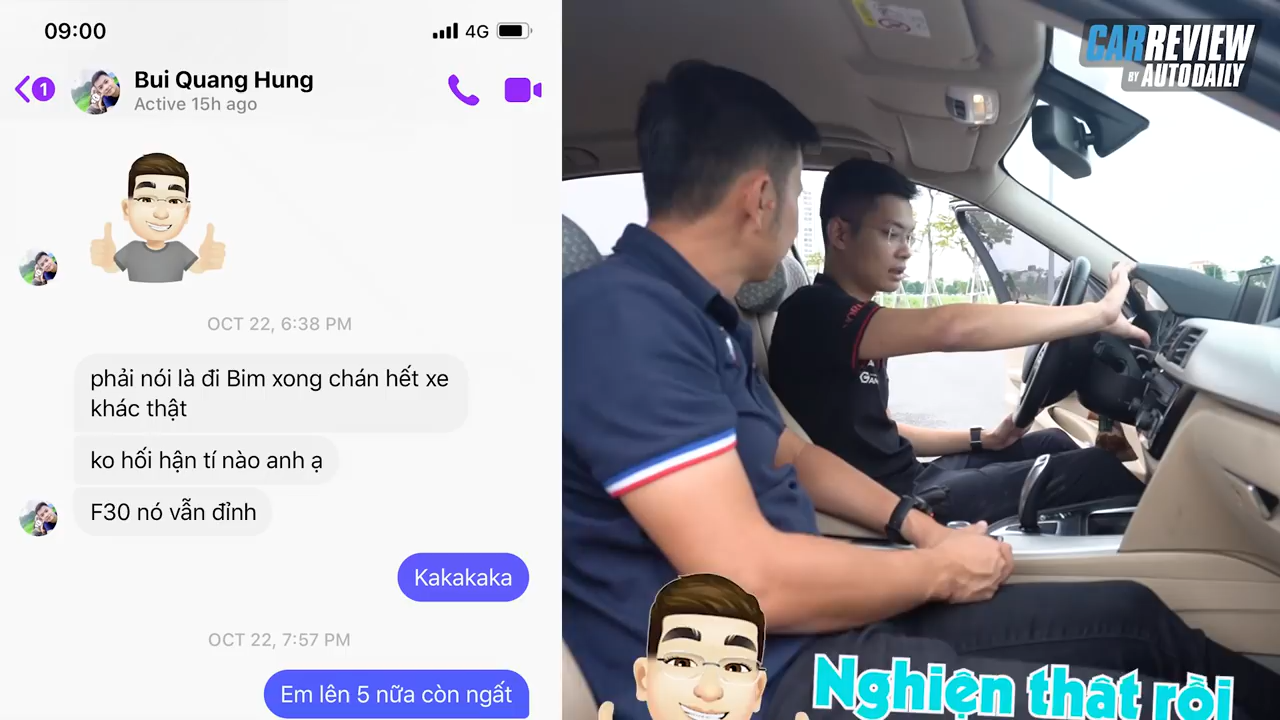 09:00
4G
1
Bui Quang Hung
Active 15h ago
OCT 22, 6:38 PM
phải nói là đi Bim xong chán hết xe
khác thật
ko hối hận tí nào anh ạ
F30 nó vẫn đỉnh
Kakakaka
OCT 22, 7:57 PM
Em lên 5 nữa còn ngất
CARREVIEW
BY AUTODAILY
Nghiện thật rồi